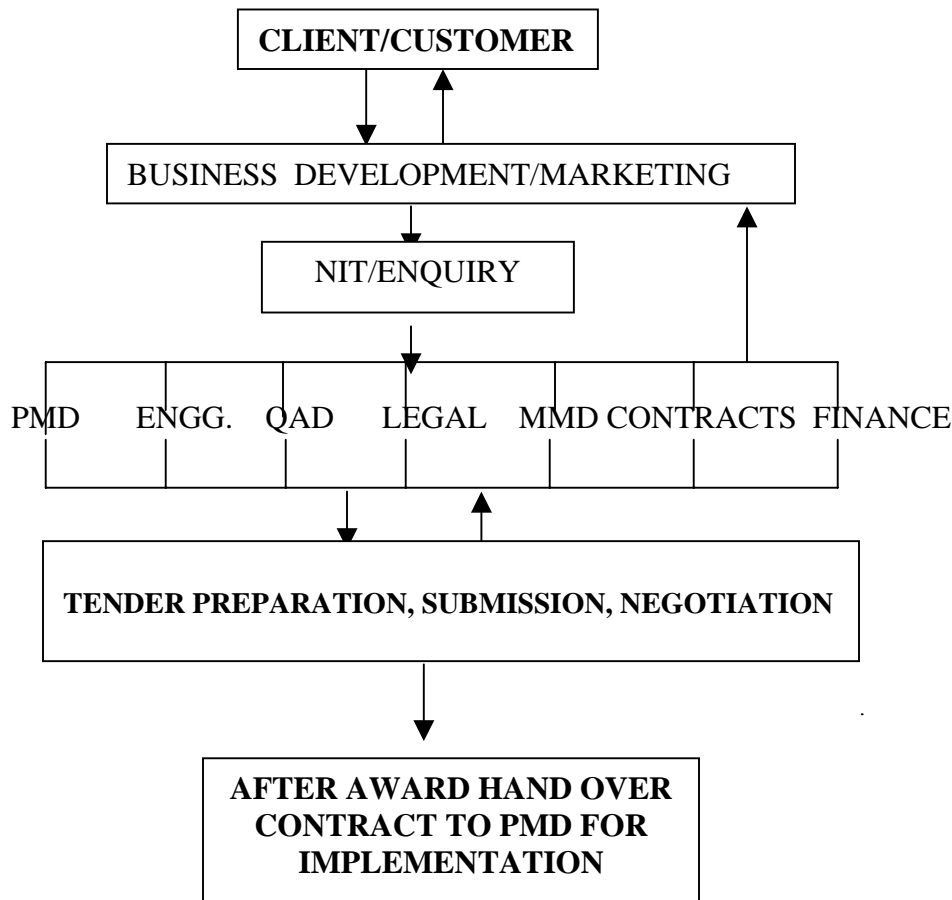 CLIENT/CUSTOMER
BUSINESS DEVELOPMENT/MARKETING
NIT/ENQUIRY
PMD ENGG. QAD LEGAL MMD CONTRACTS FINANCE
TENDER PREPARATION, SUBMISSION, NEGOTIATION
.
AFTER AWARD HAND OVER
CONTRACT TO PMD FOR
IMPLEMENTATION